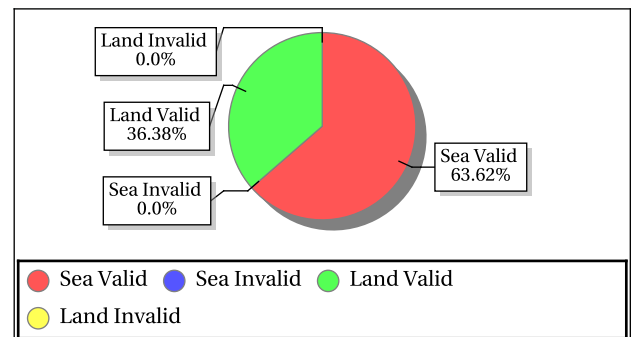 Land Invalid
0.0%
Land Valid
36.38%
Sea Valid
63.62%
Sea Invalid
0.0%
Sea Valid
Sea Invalid
Land Valid
Land Invalid